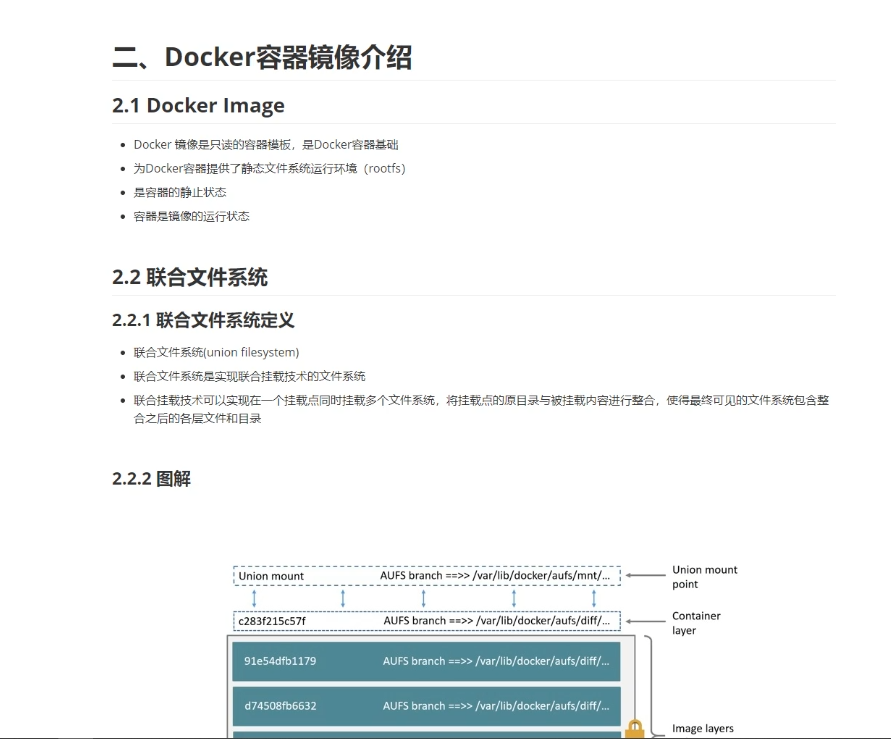 二、Docker容器镜像介绍
2.1 Docker Image
Docker 镜像是只读的容器模板，是Docker容器基础
为Docker容器提供了静态文件系统运行环境（rootfs）
是容器的静止状态
容器是镜像的运行状态
2.2 联合文件系统
2.2.1 联合文件系统定义
联合文件系统(union filesystem)
联合文件系统是实现联合挂载技术的文件系统
联合挂载技术可以实现在一个挂载点同时挂载多个文件系统，将挂载点的原目录与被挂载内容进行整合，使得最终可见的文件系统包含整
合之后的各层文件和目录
2.2.2 图解
Union mount AUFS branch ==>> /var/lib/docker/aufs/mnt/...
Union mount
point
c283f215c57f AUFS branch ==>> /var/lib/docker/aufs/diff/...
Container
layer
91e54dfb1179 AUFS branch ==>> /var/lib/docker/aufs/diff/...
d74508fb6632 AUFS branch ==>> /var/lib/docker/aufs/diff/...
Image layers